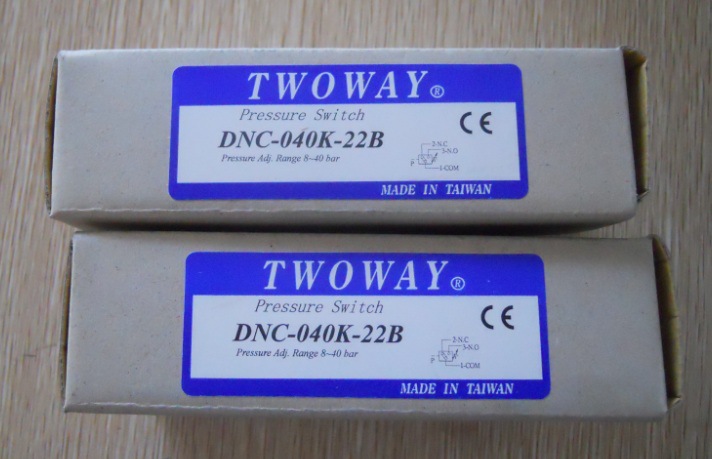 TWOWAY®
Pressure Switch
CE
DNC-040K-22B
Pressure Adj. Range 8~40 bar
2-N.C
3-N.O
P
1-COM
MADE IN TAIWAN
TWOWAY®
Pressure Switch
CE
DNC-040K-22B
Pressure Adj. Range 8~40 bar
2-N.C
3-N.O
P
1-COM
MADE IN TAIWAN